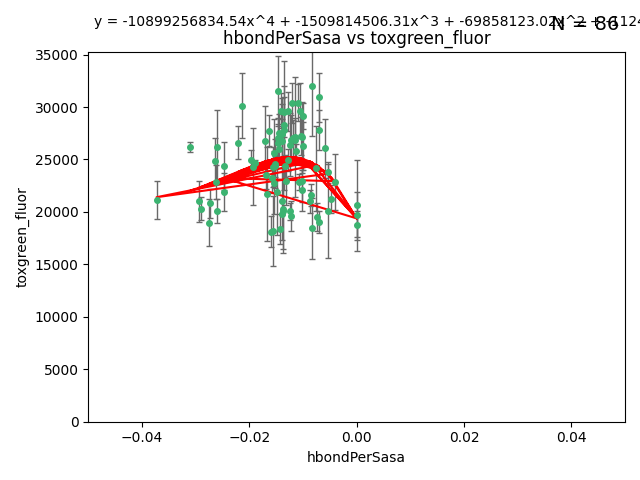 y = -10899256834.54x^4 + -1509814506.31x^3 + -69858123.02x^2 +
N = 86
hbondPerSasa vs toxgreen_fluor
toxgreen_fluor
35000
30000
25000
20000
15000
10000
5000
0
-0.04
-0.02
0.00
0.02
0.04
hbondPerSasa